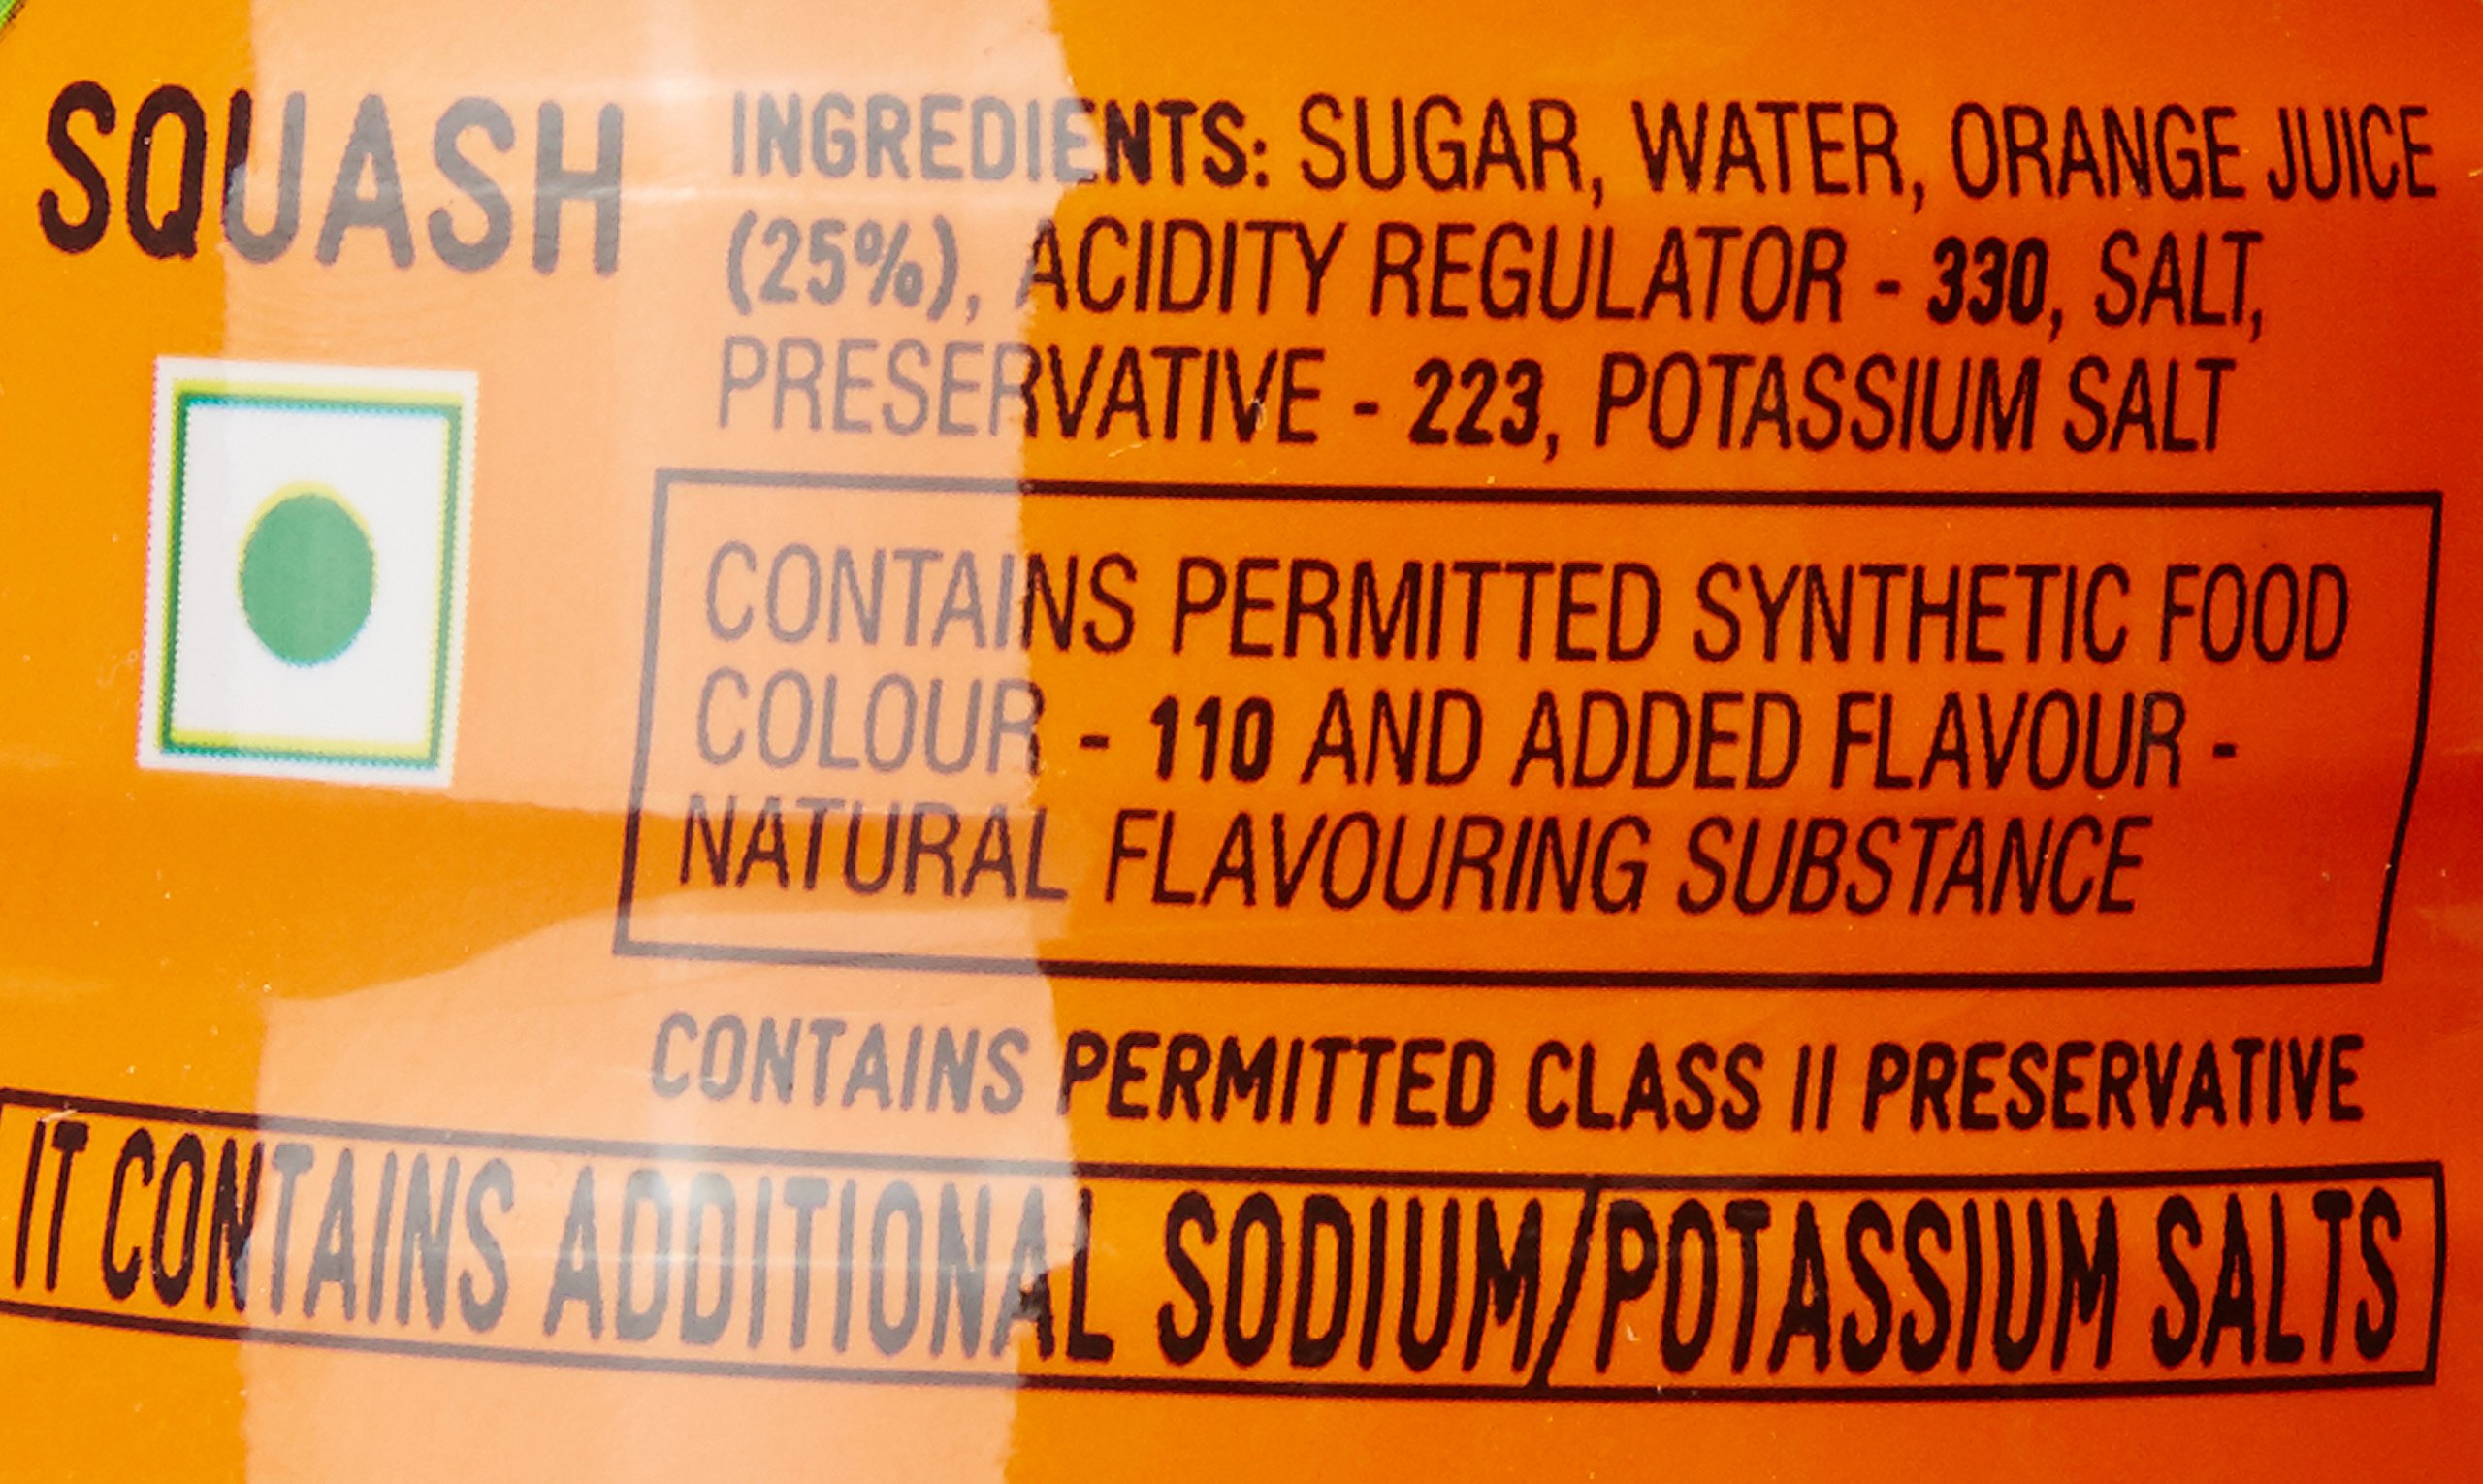 SQUASH
INGREDIENTS: SUGAR, WATER, ORANGE JUICE
(25%), ACIDITY REGULATOR - 330, SALT,
PRESERVATIVE - 223, POTASSIUM SALT
CONTAINS PERMITTED SYNTHETIC FOOD
COLOUR - 110 AND ADDED FLAVOUR -
NATURAL FLAVOURING SUBSTANCE
CONTAINS PERMITTED CLASS II PRESERVATIVE
IT CONTAINS ADDITIONAL SODIUM/POTASSIUM SALTS